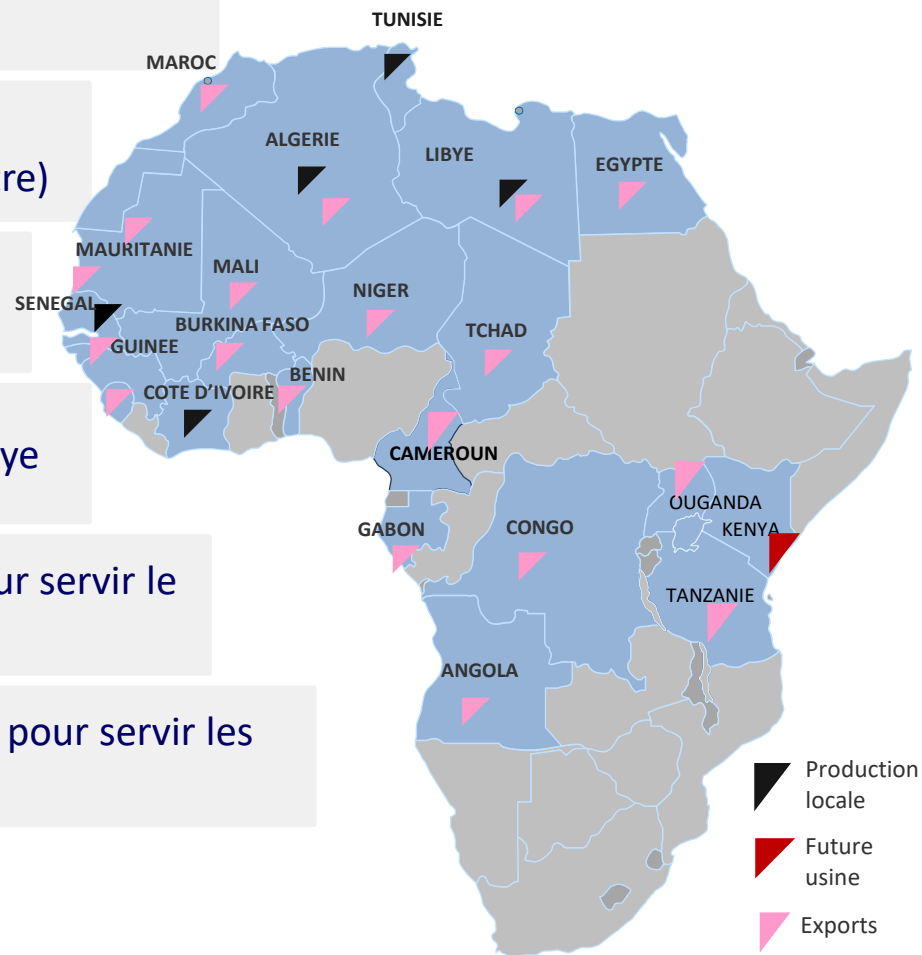 TUNISIE
MAROC
ALGERIE
LIBYE
EGYPTE
re)
MAURITANIE
MALI
NIGER
SENEGAL
BURKINA FASO
TCHAD
GUINEE
BENIN
COTE D'IVOIRE
ye
CAMEROUN
OUGANDA
GABON
CONGO
KENYA
ur servir le
TANZANIE
ANGOLA
pour servir les
Production
locale
Future
usine
Exports